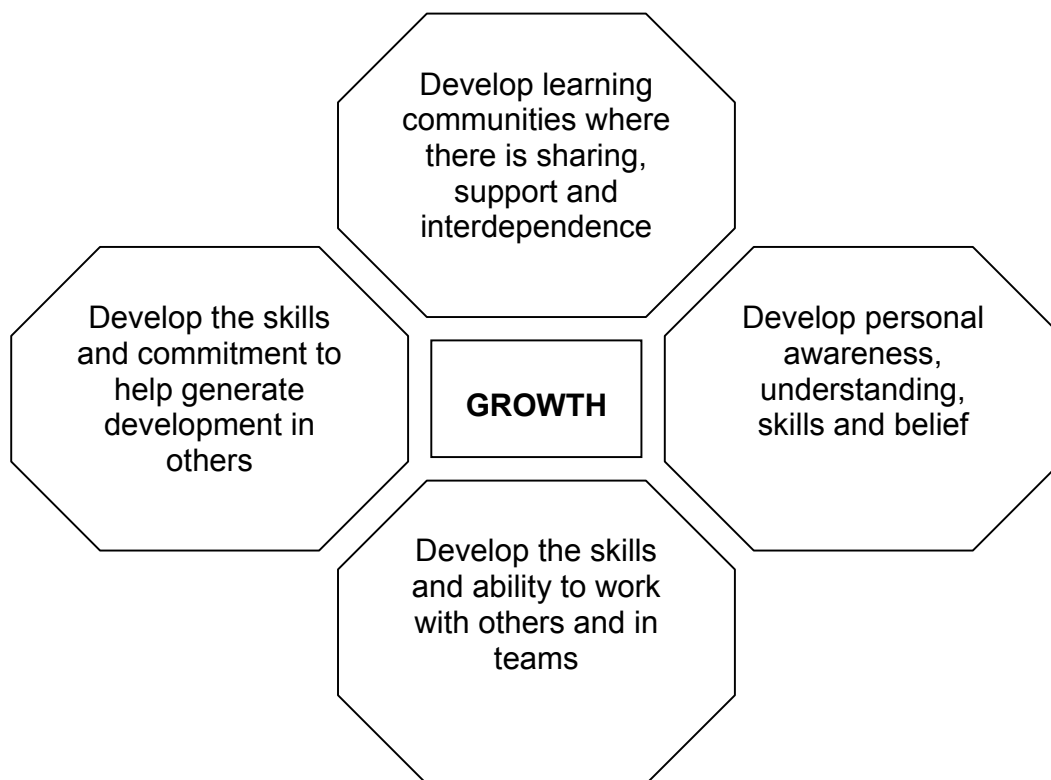 Develop learning
communities where
there is sharing,
support and
interdependence
Develop the skills
and commitment to
help generate
development in
others
GROWTH
Develop personal
awareness,
understanding,
skills and belief
Develop the skills
and ability to work
with others and in
teams